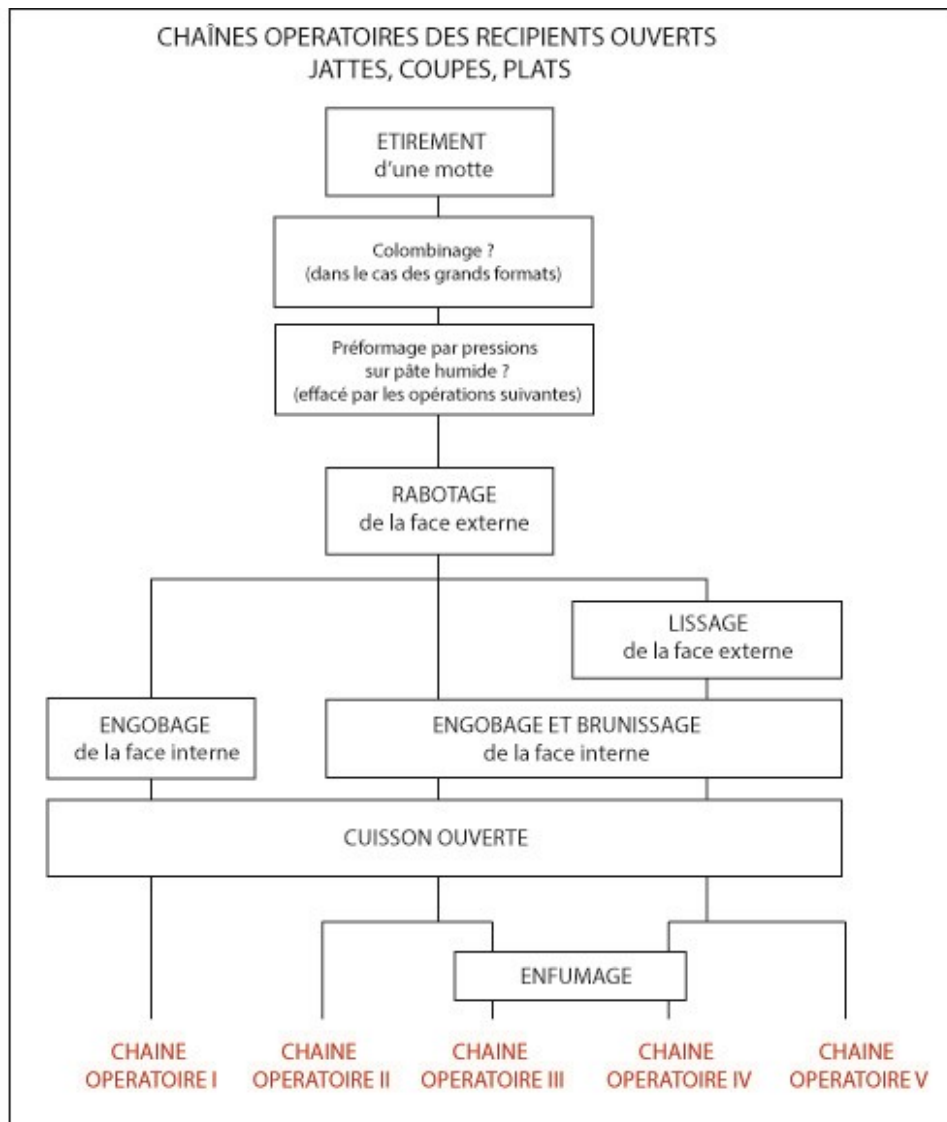 CHAÎNES OPERATOIRES DES RECIPIENTS OUVERTS
JATTES, COUPES, PLATS
ETIREMENT
d'une motte
Colombinage ?
(dans le cas des grands formats)
Préformage par pressions
sur pâte humide ?
(effacé par les opérations suivantes)
RABOTAGE
de la face externe
LISSAGE
de la face externe
ENGOBAGE
de la face interne
ENGOBAGE ET BRUNISSAGE
de la face interne
CUISSON OUVERTE
ENFUMAGE
CHAINE
OPERATOIRE I
CHAINE
OPERATOIRE II
CHAINE
OPERATOIRE III
CHAINE
OPERATOIRE IV
CHAINE
OPERATOIRE V